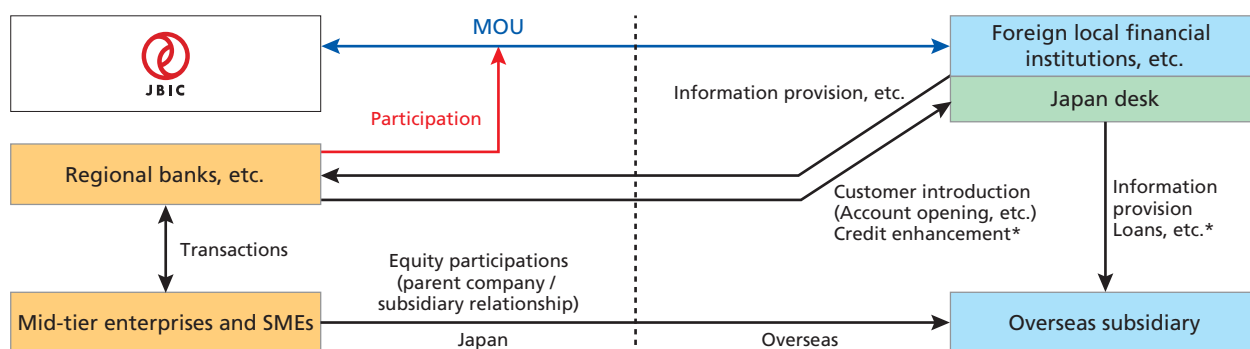 MOU
JBIC
Foreign local financial
institutions, etc.
Japan desk
Information provision, etc.
Participation
Regional banks, etc.
Customer introduction
(Account opening, etc.)
Credit enhancement*
Information
provision
Loans, etc.*
Transactions
Equity participations
(parent company /
subsidiary relationship)
Mid-tier enterprises and SMEs
Overseas subsidiary
Japan
Overseas